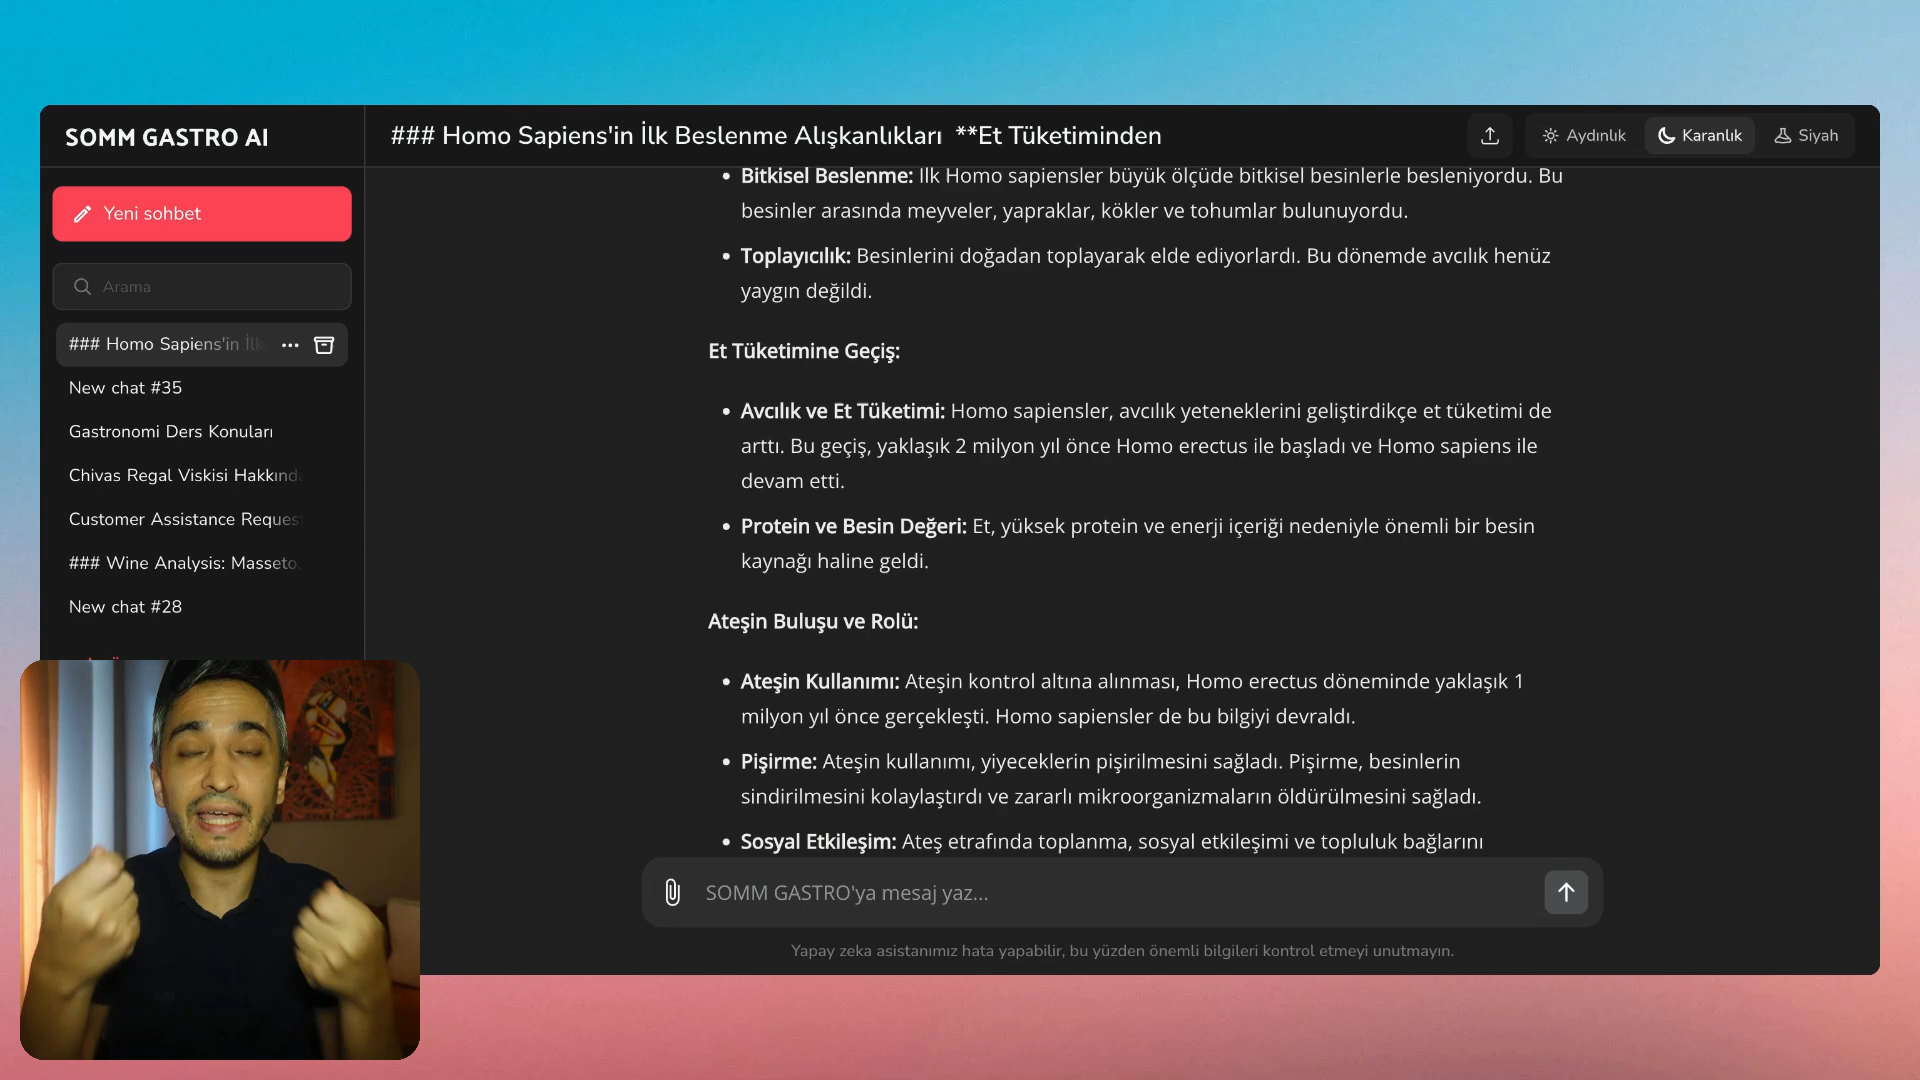 SOMM GASTRO AI
### Homo Sapiens'in İlk Beslenme Alışkanlıkları **Et Tüketiminden
Aydınlık
Karanlık
Siyah
Yeni sohbet
Arama
### Homo Sapiens'in İlk
New chat #35
Gastronomi Ders Konuları
Chivas Regal Viskisi Hakkında
Customer Assistance Request
### Wine Analysis: Masseto.
New chat #28
• Bitkisel Beslenme: İlk Homo sapiensler büyük ölçüde bitkisel besinlerle besleniyordu. Bu
besinler arasında meyveler, yapraklar, kökler ve tohumlar bulunuyordu.
• Toplayıcılık: Besinlerini doğadan toplayarak elde ediyorlardı. Bu dönemde avcılık henüz
yaygın değildi.
Et Tüketimine Geçiş:
• Avcılık ve Et Tüketimi: Homo sapiensler, avcılık yeteneklerini geliştirdikçe et tüketimi de
arttı. Bu geçiş, yaklaşık 2 milyon yıl önce Homo erectus ile başladı ve Homo sapiens ile
devam etti.
• Protein ve Besin Değeri: Et, yüksek protein ve enerji içeriği nedeniyle önemli bir besin
kaynağı haline geldi.
Ateşin Buluşu ve Rolü:
• Ateşin Kullanımı: Ateşin kontrol altına alınması, Homo erectus döneminde yaklaşık 1
milyon yıl önce gerçekleşti. Homo sapiensler de bu bilgiyi devraldı.
• Pişirme: Ateşin kullanımı, yiyeceklerin pişirilmesini sağladı. Pişirme, besinlerin
sindirilmesini kolaylaştırdı ve zararlı mikroorganizmaların öldürülmesini sağladı.
• Sosyal Etkileşim: Ateş etrafında toplanma, sosyal etkileşimi ve topluluk bağlarını
SOMM GASTRO'ya mesaj yaz...
Yapay zeka asistanımız hata yapabilir, bu yüzden önemli bilgileri kontrol etmeyi unutmayın.